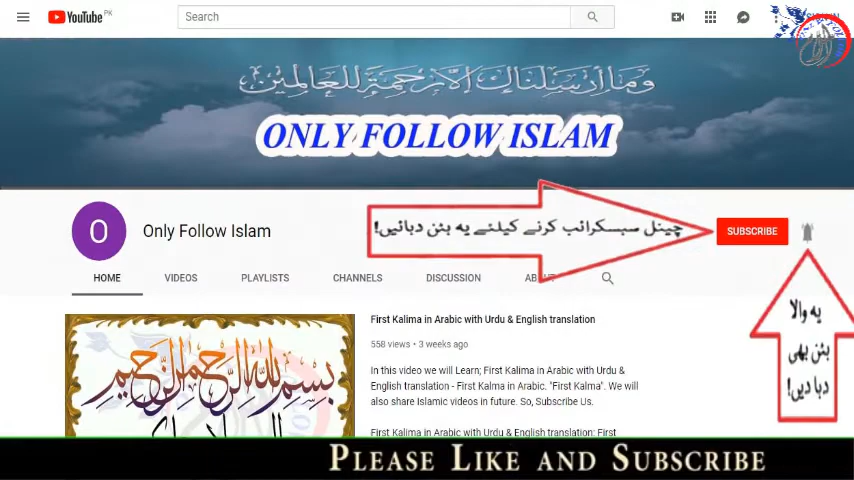 YouTube PK
Search
وما أرسلناك إلا رحمة للعالمين
ONLY FOLLOW ISLAM
O
Only Follow Islam
چینل سبسکرائب کرنے کیلئے یہ بٹن دبائیں!
SUBSCRIBE
HOME VIDEOS PLAYLISTS CHANNELS DISCUSSION
یہ والا
بٹن بھی
دبا دیں!
First Kalima in Arabic with Urdu & English translation
558 views • 3 weeks ago
In this video we will Learn; First Kalima in Arabic with Urdu &
English translation - First Kalma in Arabic. "First Kalma". We will
also share Islamic videos in future. So, Subscribe Us.
First Kalima in Arabic with Urdu & English translation: First
بسم الله الرحمن الرحيم
PLEASE LIKE AND SUBSCRIBE